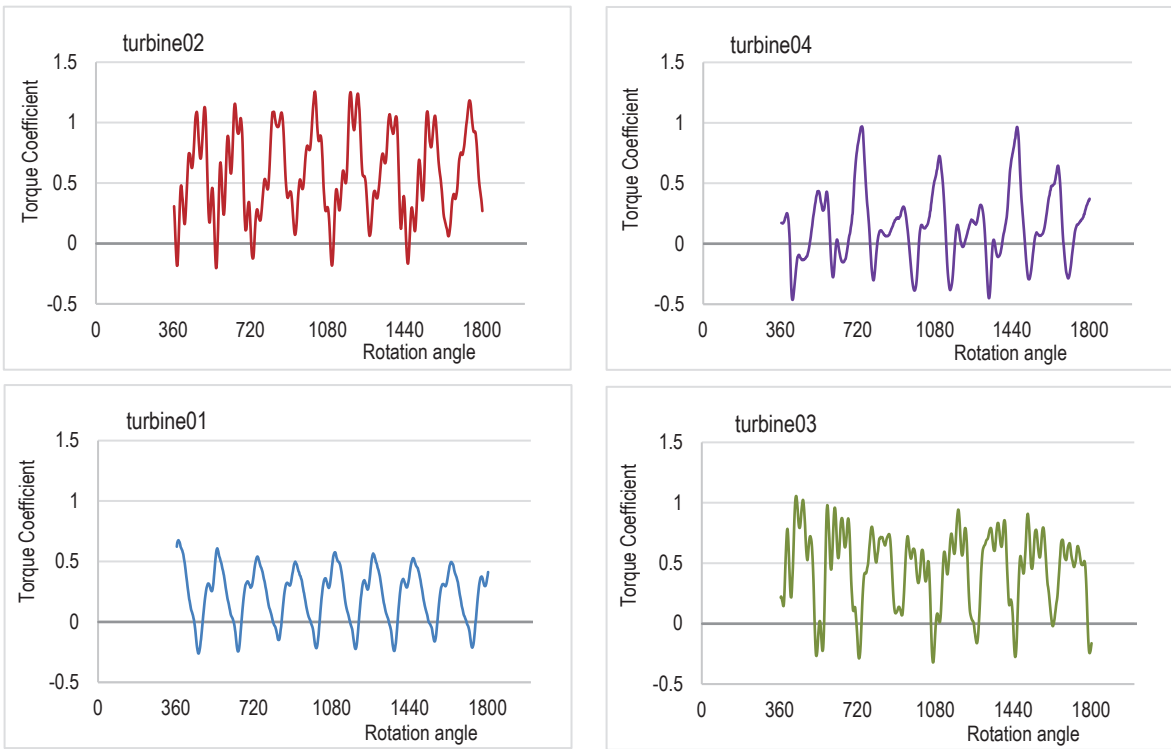 turbine02
Torque Coefficient
1.5
1
0.5
0
-0.5
0 360 720 1080 1440 1800
Rotation angle
turbine04
Torque Coefficient
1.5
1
0.5
0
-0.5
0 360 720 1080 1440 1800
Rotation angle
turbine01
Torque Coefficient
1.5
1
0.5
0
-0.5
0 360 720 1080 1440 1800
Rotation angle
turbine03
Torque Coefficient
1.5
1
0.5
0
-0.5
0 360 720 1080 1440 1800
Rotation angle